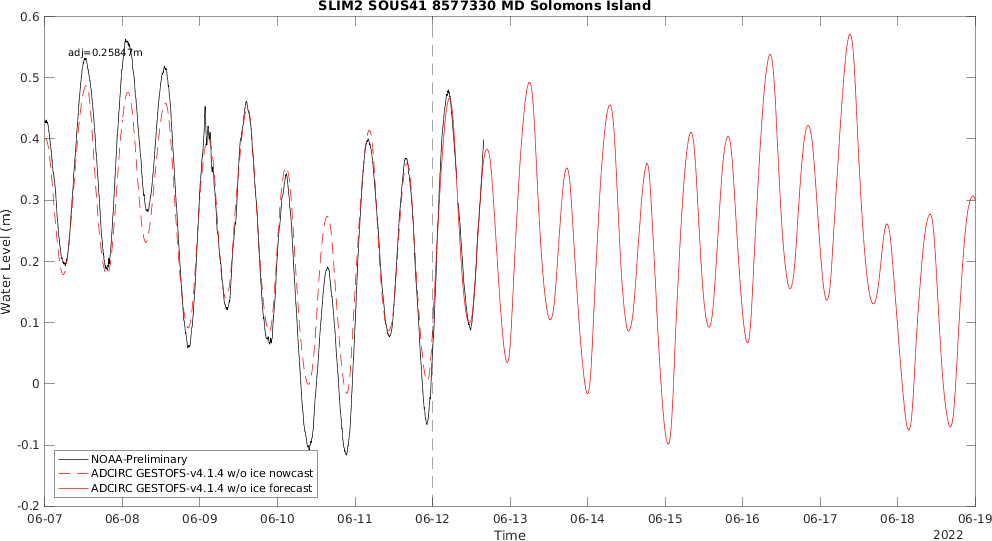 SLIM2 SOUS41 8577330 MD Solomons Island
adj=0.25847m
0.6
0.5
0.4
0.3
0.2
0.1
0
-0.1
-0.2
Water Level (m)
NOAA-Preliminary
ADCIRC GESTOFS-v4.1.4 w/o ice nowcast
ADCIRC GESTOFS-v4.1.4 w/o ice forecast
06-07 06-08 06-09 06-10 06-11 06-12 06-13 06-14 06-15 06-16 06-17 06-18 06-19
Time
2022